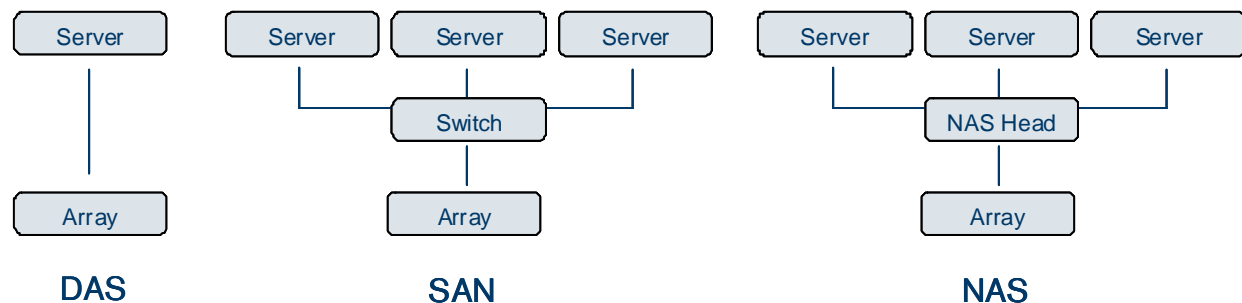 Server Server Server Server Server Server Server
Switch NAS Head
Array Array Array
DAS SAN NAS